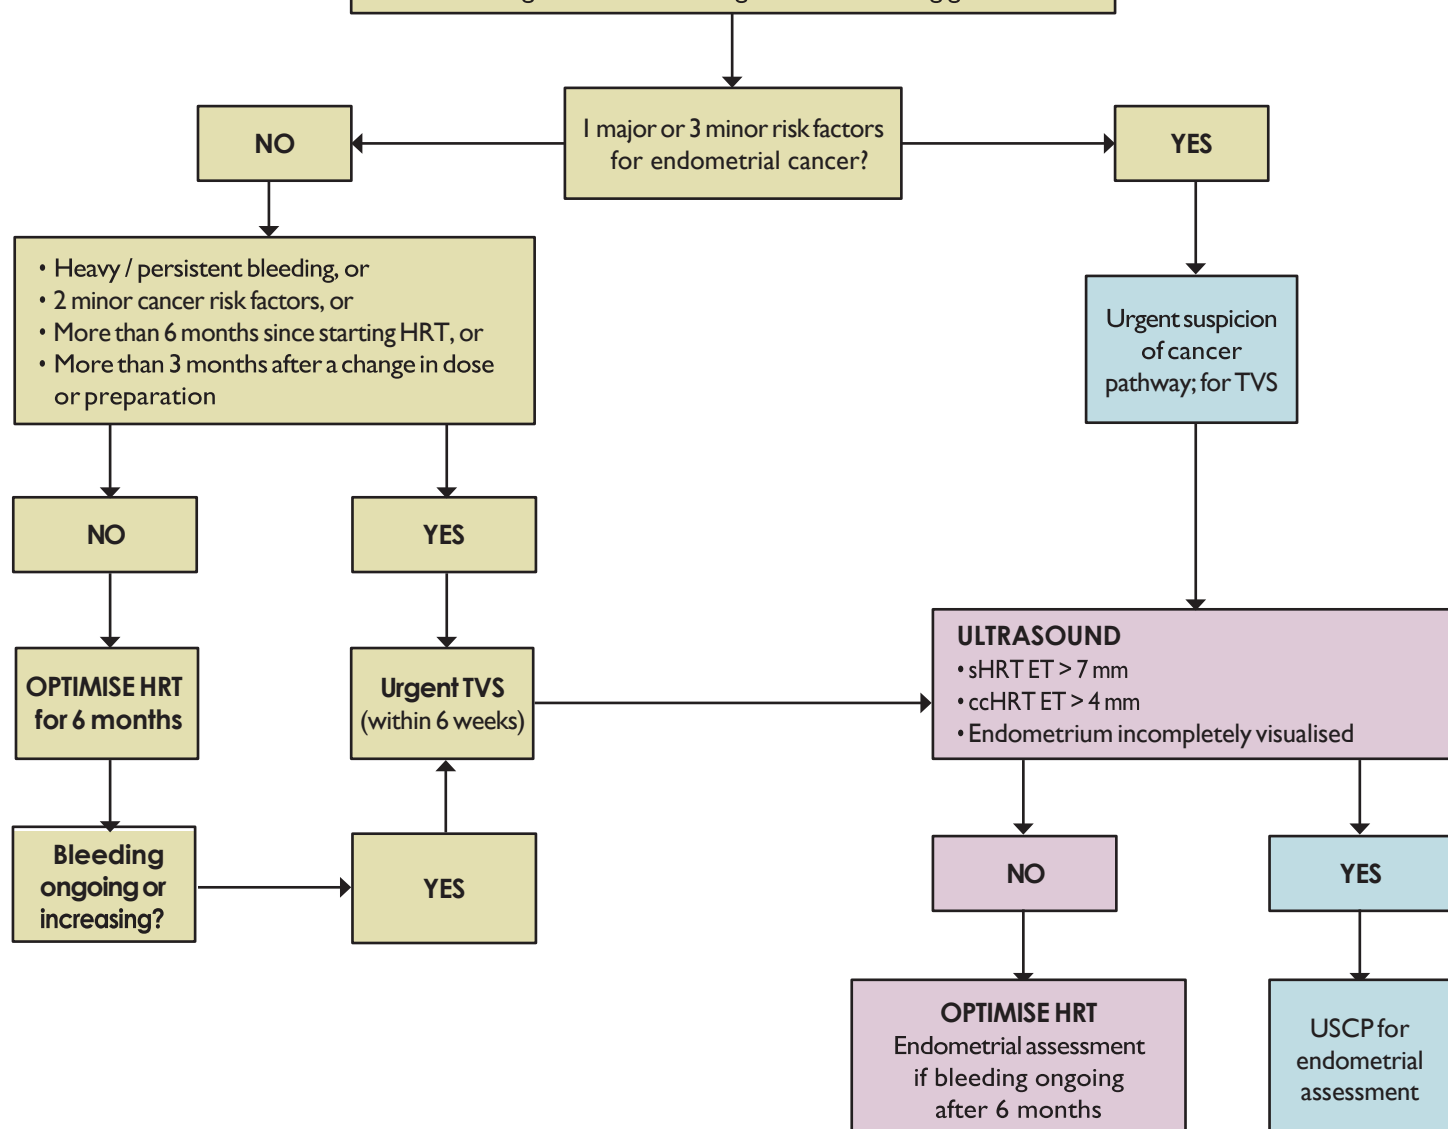 1 major or 3 minor risk factors
for endometrial cancer?
NO
YES
• Heavy / persistent bleeding, or
• 2 minor cancer risk factors, or
• More than 6 months since starting HRT, or
• More than 3 months after a change in dose
or preparation
Urgent suspicion
of cancer
pathway; for TVS
NO
YES
OPTIMISE HRT
for 6 months
Urgent TVS
(within 6 weeks)
ULTRASOUND
• sHRT ET > 7 mm
• ccHRT ET > 4 mm
• Endometrium incompletely visualised
Bleeding
ongoing or
increasing?
YES
NO
YES
OPTIMISE HRT
Endometrial assessment
if bleeding ongoing
after 6 months
USCP for
endometrial
assessment